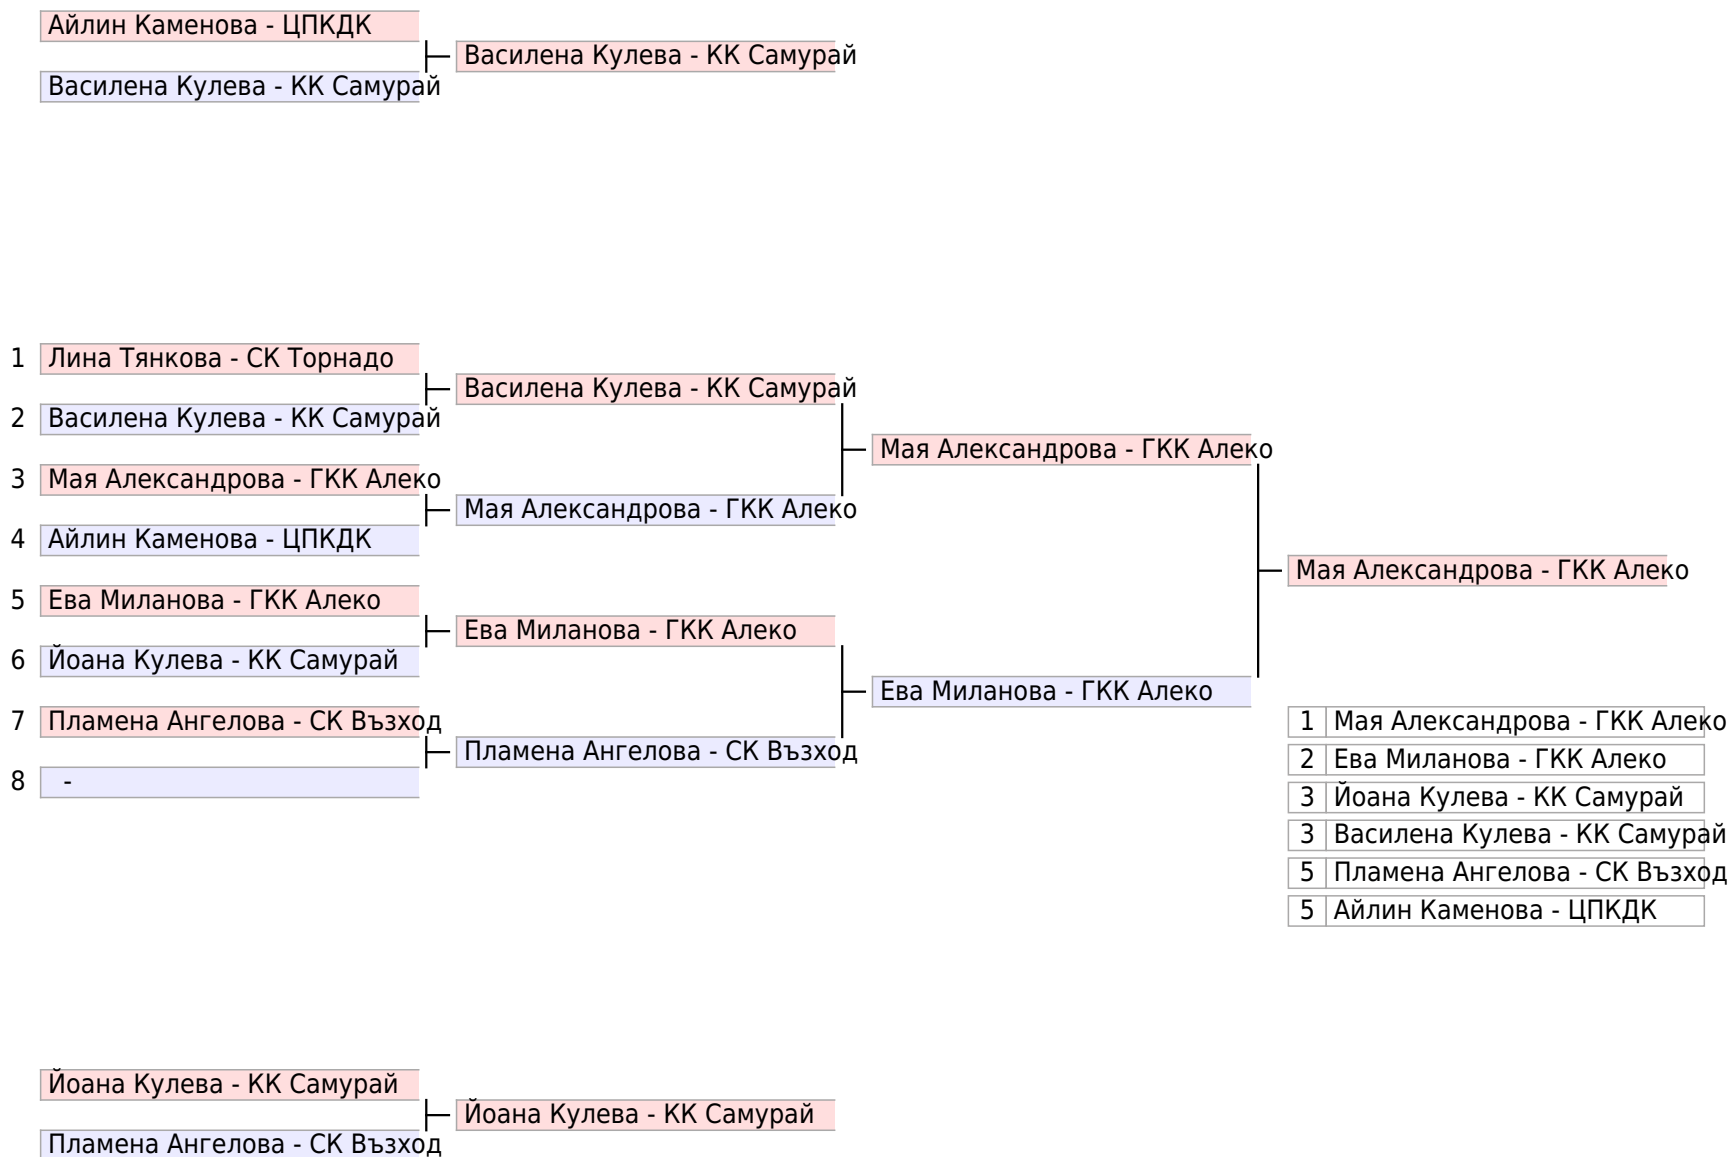 Айлин Каменова - ЦПКДК
Василена Кулева - КК Самурай
Василена Кулева - КК Самурай
1 Лина Тянкова - СК Торнадо
Василена Кулева - КК Самурай
2 Василена Кулева - КК Самурай
Мая Александрова - ГКК Алеко
3 Мая Александрова - ГКК Алеко
Мая Александрова - ГКК Алеко
4 Айлин Каменова - ЦПКДК
Мая Александрова - ГКК Алеко
5 Ева Миланова - ГКК Алеко
Ева Миланова - ГКК Алеко
6 Йоана Кулева - КК Самурай
Ева Миланова - ГКК Алеко
7 Пламена Ангелова - СК Възход
Пламена Ангелова - СК Възход
8 -
1 Мая Александрова - ГКК Алеко
2 Ева Миланова - ГКК Алеко
3 Йоана Кулева - КК Самурай
3 Василена Кулева - КК Самурай
5 Пламена Ангелова - СК Възход
5 Айлин Каменова - ЦПКДК
Йоана Кулева - КК Самурай
Йоана Кулева - КК Самурай
Пламена Ангелова - СК Възход